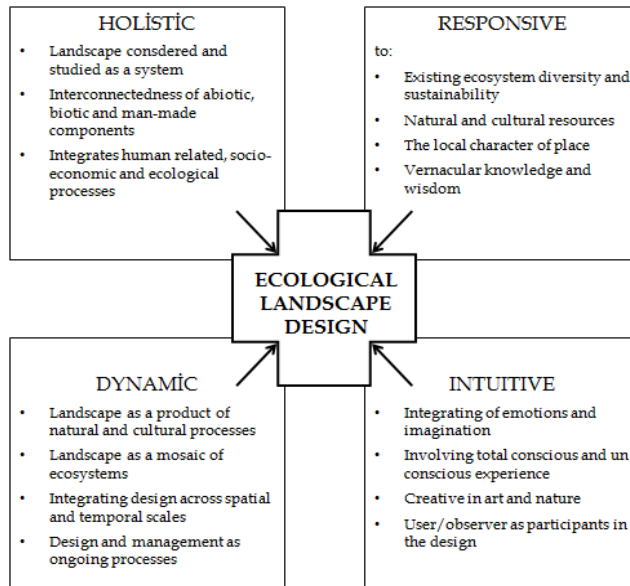 HOLİSTİC
• Landscape consdered and
studied as a system
• Interconnectedness of abiotic,
biotic and man-made
components
• Integrates human related, socio-
economic and ecological
processes
RESPONSIVE
to:
• Existing ecosystem diversity and
sustainability
• Natural and cultural resources
• The local character of place
• Vernacular knowledge and
wisdom
ECOLOGICAL
LANDSCAPE
DESIGN
DYNAMİC
• Landscape as a product of
natural and cultural processes
• Landscape as a mosaic of
ecosystems
• Integrating design across spatial
and temporal scales
• Design and management as
ongoing processes
INTUITIVE
• Integrating of emotions and
imagination
• Involving total conscious and un
conscious experience
• Creative in art and nature
• User/observer as participants in
the design